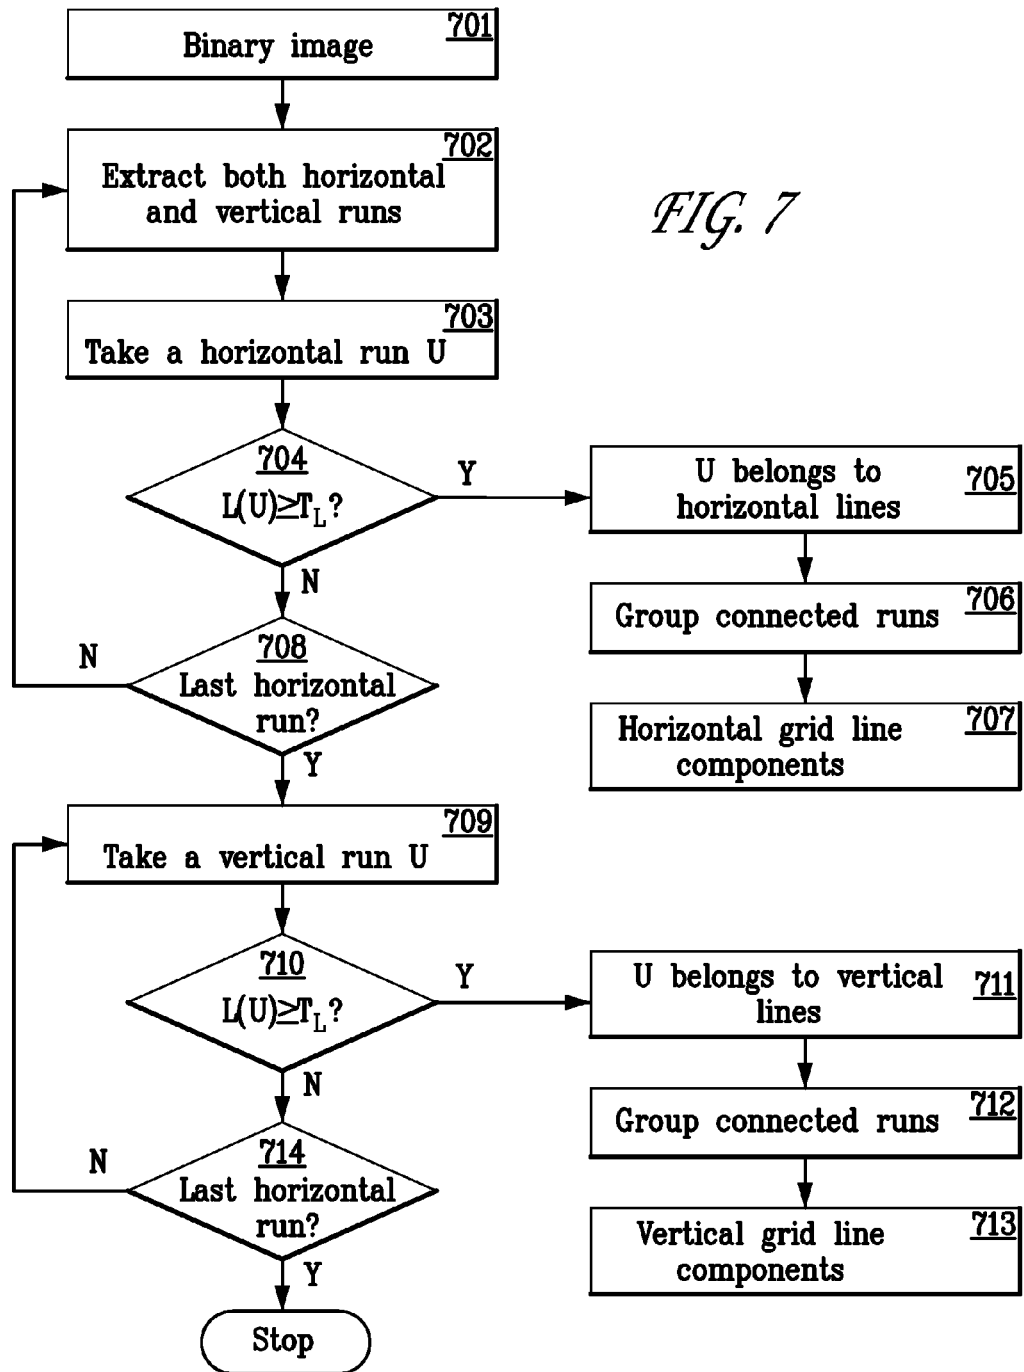 701
Binary image
702
Extract both horizontal
and vertical runs
FIG. 7
703
Take a horizontal run U
704
L(U)≥T_L?
Y
N
U belongs to
horizontal lines
705
Group connected runs
706
Horizontal grid line
components
707
708
Last horizontal
run?
N
Y
709
Take a vertical run U
710
L(U)≥T_L?
Y
N
U belongs to vertical
lines
711
Group connected runs
712
Vertical grid line
components
713
714
Last horizontal
run?
N
Y
Stop